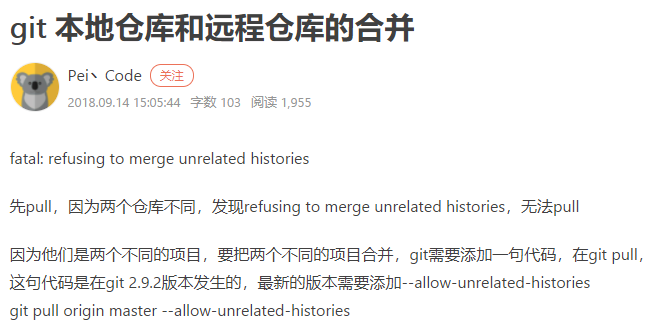 git 本地仓库和远程仓库的合并
Pei丶Code 关注
2018.09.14 15:05:44 字数 103 阅读 1,955
fatal: refusing to merge unrelated histories
先pull，因为两个仓库不同，发现refusing to merge unrelated histories，无法pull
因为他们是两个不同的项目，要把两个不同的项目合并，git需要添加一句代码，在git pull，
这句代码是在git 2.9.2版本发生的，最新的版本需要添加--allow-unrelated-histories
git pull origin master --allow-unrelated-histories